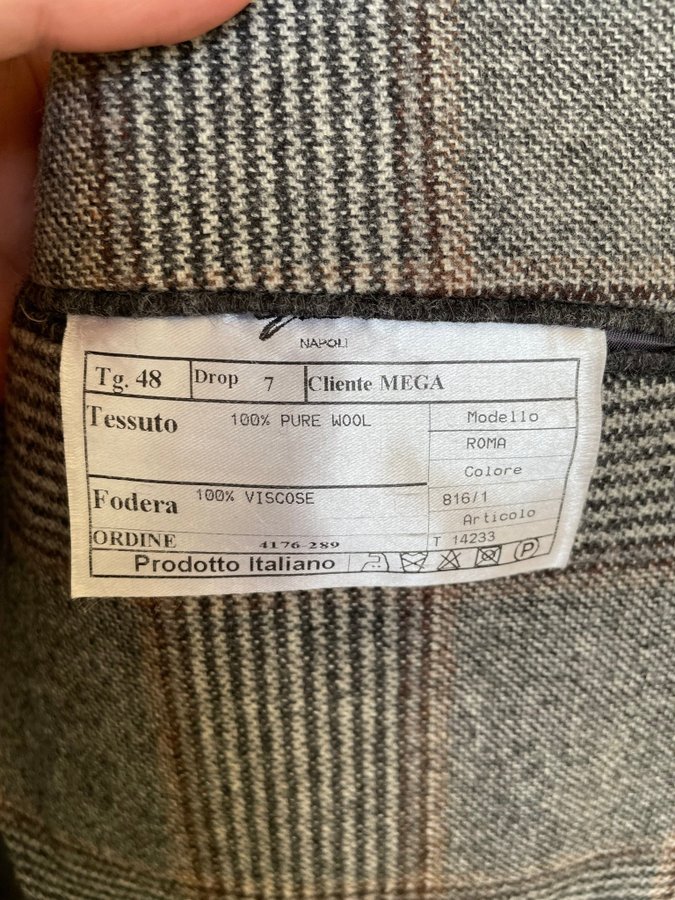 NAPOLI
Tg. 48 Drop 7 Cliente MEGA
Tessuto 100% PURE WOOL
Modello
ROMA
Colore
Fodera 100% VISCOSE
816/1
Articolo
ORDINE 4176-289
T 14233
Prodotto Italiano P